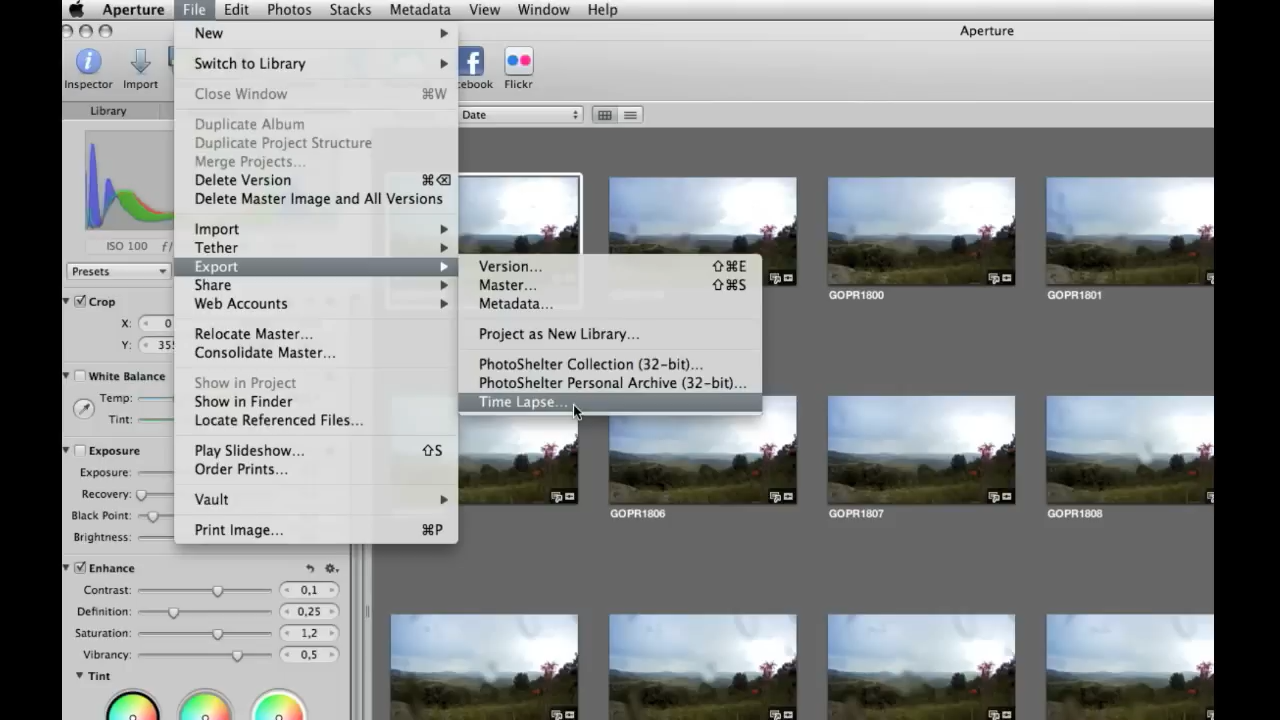 Aperture File Edit Photos Stacks Metadata View Window Help
Aperture
Inspector Import ebook Flickr
Library
Date
ISO 100 f/
Presets
Crop
X: 0
Y: 355
White Balance
Temp:
Tint:
Exposure
Exposure:
Recovery:
Black Point:
Brightness:
Enhance
Contrast: 0,1
Definition: 0,25
Saturation: 1,2
Vibrancy: 0,5
Tint
New
Switch to Library
Close Window ⌘W
Duplicate Album
Duplicate Project Structure
Merge Projects...
Delete Version ⌘⌫
Delete Master Image and All Versions
Import
Tether
Export
Share
Web Accounts
Relocate Master...
Consolidate Master...
Show in Project
Show in Finder
Locate Referenced Files...
Play Slideshow... ⇧S
Order Prints...
Vault
Print Image... ⌘P
Version... ⇧⌘E
Master... ⇧⌘S
Metadata...
Project as New Library...
PhotoShelter Collection (32-bit)...
PhotoShelter Personal Archive (32-bit)...
Time Lapse...
GOPR1800
GOPR1801
GOPR1806
GOPR1807
GOPR1808